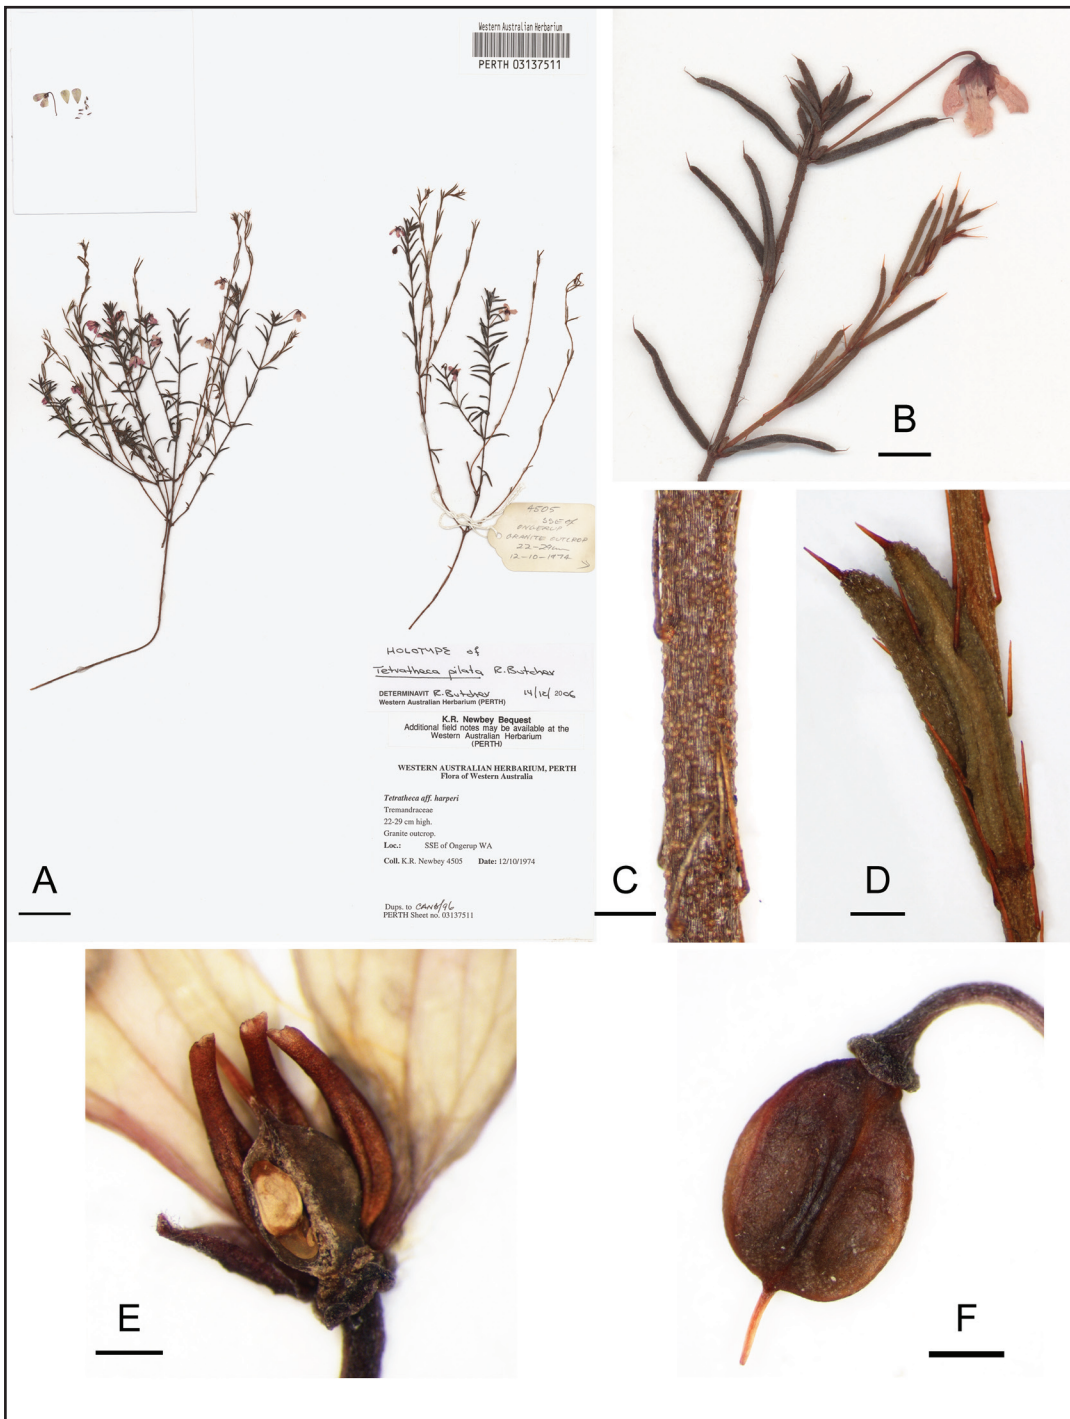 Western Australian Herbarium
PERTH 03137511
4505
SSE of
ONGERUP
GRANITE OUTCROP
22-29cm
12-10-1974
HOLOTYPE of
Tetratheca pilata R.Butcher
DETERMINAVIT R.Butcher 14/12/2006
Western Australian Herbarium (PERTH)
K.R. Newbey Bequest
Additional field notes may be available at the
Western Australian Herbarium
(PERTH)
WESTERN AUSTRALIAN HERBARIUM, PERTH
Flora of Western Australia
Tetratheca aff. harperi
Tremandraceae
22-29 cm high.
Granite outcrop.
Loc.: SSE of Ongerup WA
Coll. K.R. Newbey 4505 Date: 12/10/1974
Dups. to CANB/96
PERTH Sheet no. 03137511
A
B
C
D
E
F